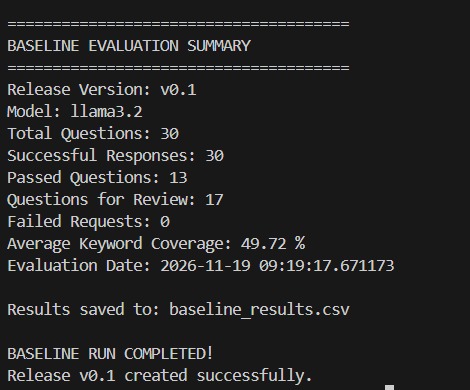 =====================================
BASELINE EVALUATION SUMMARY
=====================================
Release Version: v0.1
Model: llama3.2
Total Questions: 30
Successful Responses: 30
Passed Questions: 13
Questions for Review: 17
Failed Requests: 0
Average Keyword Coverage: 49.72 %
Evaluation Date: 2026-11-19 09:19:17.671173
Results saved to: baseline_results.csv
BASELINE RUN COMPLETED!
Release v0.1 created successfully.